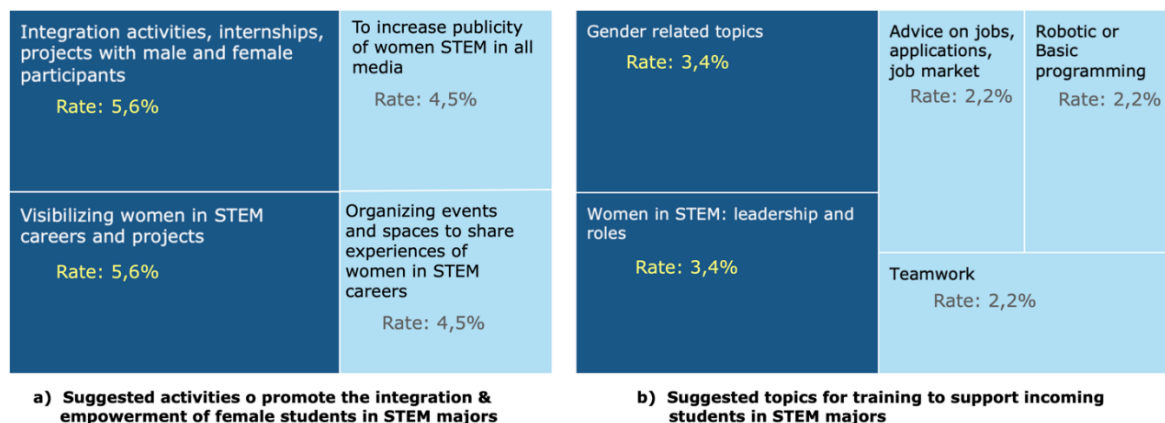 Integration activities, internships,
projects with male and female
participants
Rate: 5,6%
To increase publicity
of women STEM in all
media
Rate: 4,5%
Visibilizing women in STEM
careers and projects
Rate: 5,6%
Organizing events
and spaces to share
experiences of
women in STEM
careers
Rate: 4,5%
a) Suggested activities o promote the integration &
empowerment of female students in STEM majors
Gender related topics
Rate: 3,4%
Advice on jobs,
applications,
job market
Rate: 2,2%
Robotic or
Basic
programming
Rate: 2,2%
Women in STEM: leadership and
roles
Rate: 3,4%
Teamwork
Rate: 2,2%
b) Suggested topics for training to support incoming
students in STEM majors